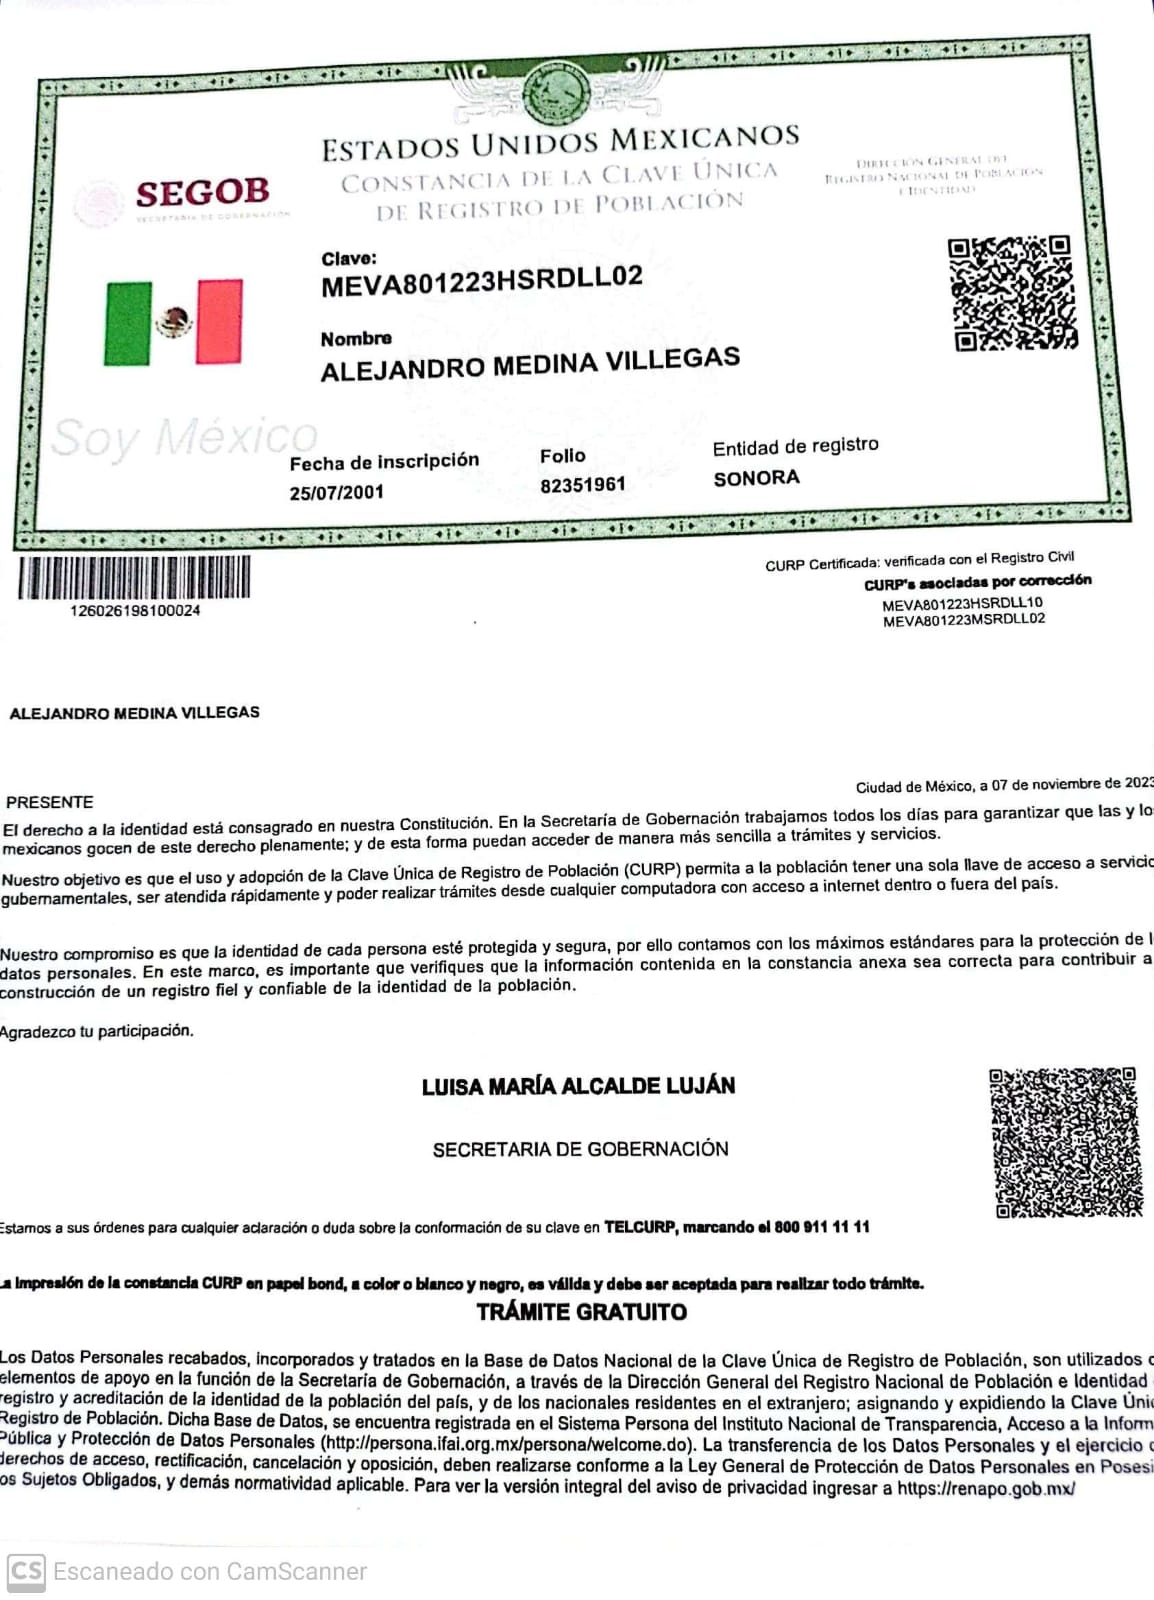 ESTADOS UNIDOS MEXICANOS
CONSTANCIA DE LA CLAVE ÚNICA
DE REGISTRO DE POBLACIÓN
SEGOB
SECRETARÍA DE GOBERNACIÓN
DIRECCIÓN GENERAL DEL
REGISTRO NACIONAL DE POBLACIÓN
E IDENTIDAD
Clave:
MEVA801223HSRDLL02
Nombre
ALEJANDRO MEDINA VILLEGAS
Soy México
Fecha de inscripción
25/07/2001
Folio
82351961
Entidad de registro
SONORA
126026198100024
CURP Certificada: verificada con el Registro Civil
CURP's asociadas por corrección
MEVA801223HSRDLL10
MEVA801223MSRDLL02
ALEJANDRO MEDINA VILLEGAS
Ciudad de México, a 07 de noviembre de 2023
PRESENTE
El derecho a la identidad está consagrado en nuestra Constitución. En la Secretaría de Gobernación trabajamos todos los días para garantizar que las y lo
mexicanos gocen de este derecho plenamente; y de esta forma puedan acceder de manera más sencilla a trámites y servicios.
Nuestro objetivo es que el uso y adopción de la Clave Única de Registro de Población (CURP) permita a la población tener una sola llave de acceso a servicio
gubernamentales, ser atendida rápidamente y poder realizar trámites desde cualquier computadora con acceso a internet dentro o fuera del país.
Nuestro compromiso es que la identidad de cada persona esté protegida y segura, por ello contamos con los máximos estándares para la protección de l
datos personales. En este marco, es importante que verifiques que la información contenida en la constancia anexa sea correcta para contribuir a
construcción de un registro fiel y confiable de la identidad de la población.
Agradezco tu participación.
LUISA MARÍA ALCALDE LUJÁN
SECRETARIA DE GOBERNACIÓN
Estamos a sus órdenes para cualquier aclaración o duda sobre la conformación de su clave en TELCURP, marcando el 800 911 11 11
La impresión de la constancia CURP en papel bond, a color o blanco y negro, es válida y debe ser aceptada para realizar todo trámite.
TRÁMITE GRATUITO
Los Datos Personales recabados, incorporados y tratados en la Base de Datos Nacional de la Clave Única de Registro de Población, son utilizados c
elementos de apoyo en la función de la Secretaría de Gobernación, a través de la Dirección General del Registro Nacional de Población e Identidad
registro y acreditación de la identidad de la población del país, y de los nacionales residentes en el extranjero; asignando y expidiendo la Clave Úni
Registro de Población. Dicha Base de Datos, se encuentra registrada en el Sistema Persona del Instituto Nacional de Transparencia, Acceso a la Inform
Pública y Protección de Datos Personales (http://persona.ifai.org.mx/persona/welcome.do). La transferencia de los Datos Personales y el ejercicio
derechos de acceso, rectificación, cancelación y oposición, deben realizarse conforme a la Ley General de Protección de Datos Personales en Posesi
os Sujetos Obligados, y demás normatividad aplicable. Para ver la versión integral del aviso de privacidad ingresar a https://renapo.gob.mx/
CS Escaneado con CamScanner